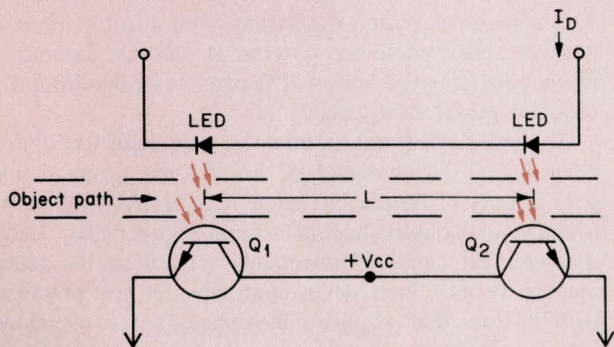 I_D
LED
LED
Object path
L
Q_1
Q_2
+Vcc